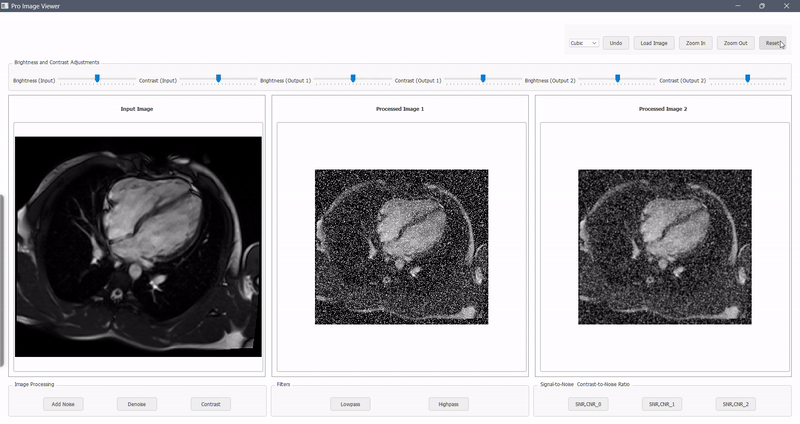 Pro Image Viewer
Cubic Undo Load Image Zoom In Zoom Out Reset
Brightness and Contrast Adjustments
Brightness (Input) Contrast (Input) Brightness (Output 1) Contrast (Output 1) Brightness (Output 2) Contrast (Output 2)
Input Image Processed Image 1 Processed Image 2
Image Processing Filters Signal-to-Noise Contrast-to-Noise Ratio
Add Noise Denoise Contrast Lowpass Highpass SNR,CNR_0 SNR,CNR_1 SNR,CNR_2